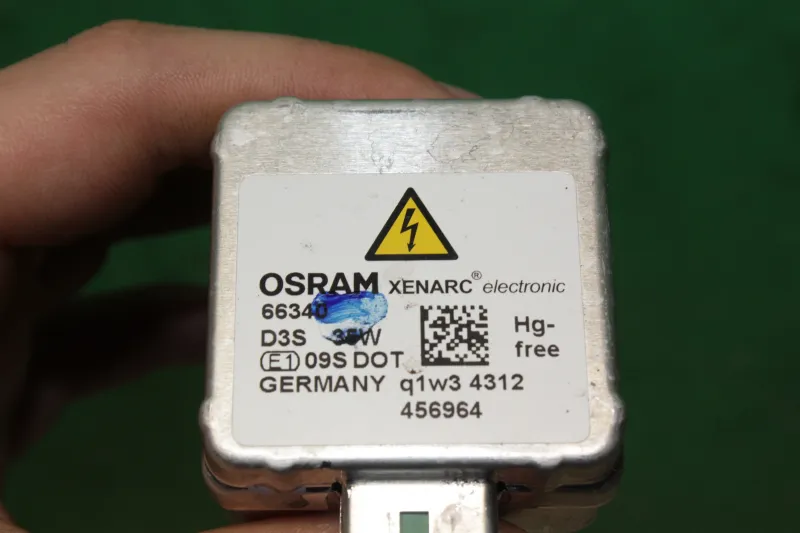 OSRAM XENARC® electronic
66340
D3S 35W
Hg-
free
E1 09S DOT
GERMANY q1w3 4312
456964